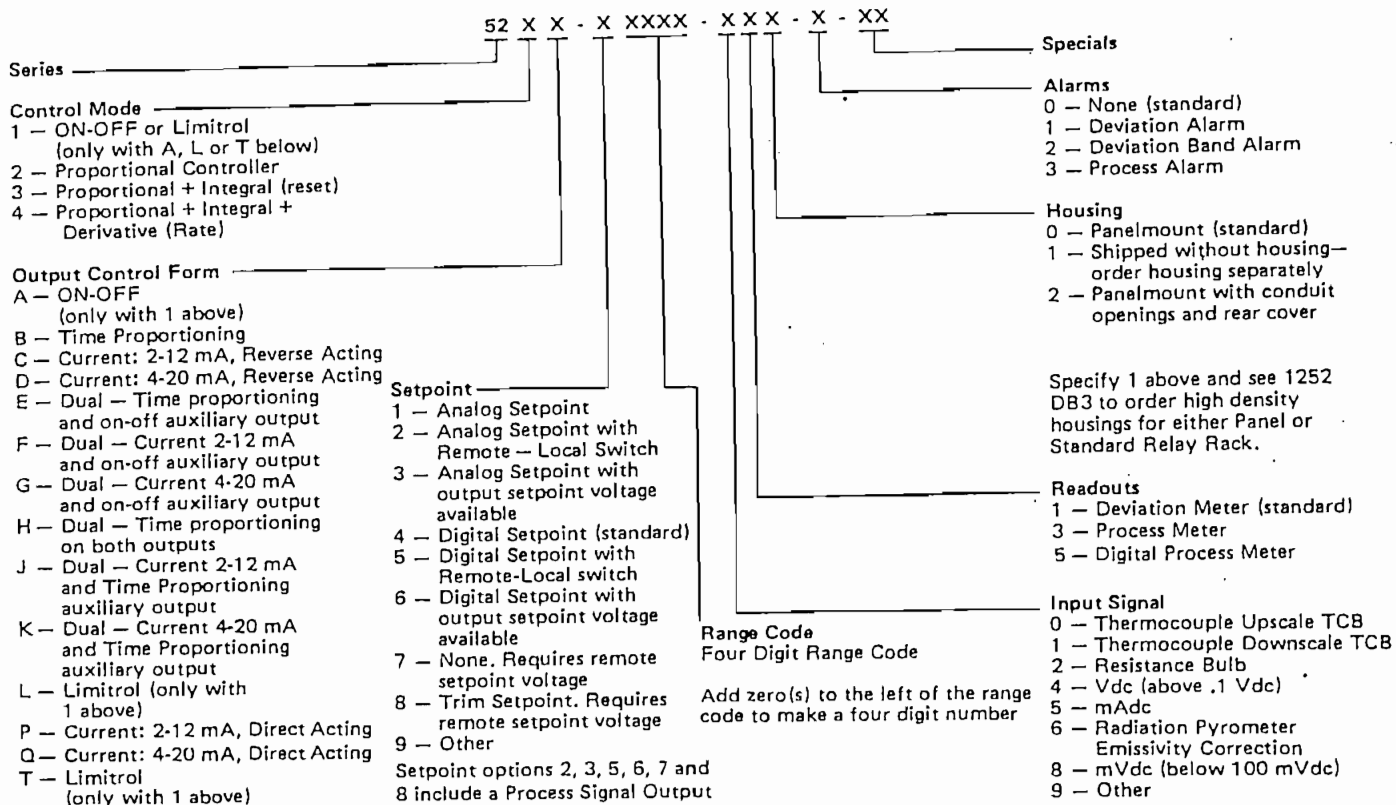 52 X X - X XXXX - X X X - X - XX
Series
Control Mode
1 — ON-OFF or Limitrol
(only with A, L or T below)
2 — Proportional Controller
3 — Proportional + Integral (reset)
4 — Proportional + Integral +
Derivative (Rate)
Output Control Form
A — ON-OFF
(only with 1 above)
B — Time Proportioning
C — Current: 2-12 mA, Reverse Acting
D — Current: 4-20 mA, Reverse Acting
E — Dual — Time proportioning
and on-off auxiliary output
F — Dual — Current 2-12 mA
and on-off auxiliary output
G — Dual — Current 4-20 mA
and on-off auxiliary output
H — Dual — Time proportioning
on both outputs
J — Dual — Current 2-12 mA
and Time Proportioning
auxiliary output
K — Dual — Current 4-20 mA
and Time Proportioning
auxiliary output
L — Limitrol (only with
1 above)
P — Current: 2-12 mA, Direct Acting
Q — Current: 4-20 mA, Direct Acting
T — Limitrol
(only with 1 above)
Setpoint
1 — Analog Setpoint
2 — Analog Setpoint with
Remote — Local Switch
3 — Analog Setpoint with
output setpoint voltage
available
4 — Digital Setpoint (standard)
5 — Digital Setpoint with
Remote-Local switch
6 — Digital Setpoint with
output setpoint voltage
available
7 — None. Requires remote
setpoint voltage
8 — Trim Setpoint. Requires
remote setpoint voltage
9 — Other
Setpoint options 2, 3, 5, 6, 7 and
8 include a Process Signal Output
Range Code
Four Digit Range Code
Add zero(s) to the left of the range
code to make a four digit number
Specials
Alarms
0 — None (standard)
1 — Deviation Alarm
2 — Deviation Band Alarm
3 — Process Alarm
Housing
0 — Panelmount (standard)
1 — Shipped without housing—
order housing separately
2 — Panelmount with conduit
openings and rear cover
Specify 1 above and see 1252
DB3 to order high density
housings for either Panel or
Standard Relay Rack.
Readouts
1 — Deviation Meter (standard)
3 — Process Meter
5 — Digital Process Meter
Input Signal
0 — Thermocouple Upscale TCB
1 — Thermocouple Downscale TCB
2 — Resistance Bulb
4 — Vdc (above .1 Vdc)
5 — mAdc
6 — Radiation Pyrometer
Emissivity Correction
8 — mVdc (below 100 mVdc)
9 — Other